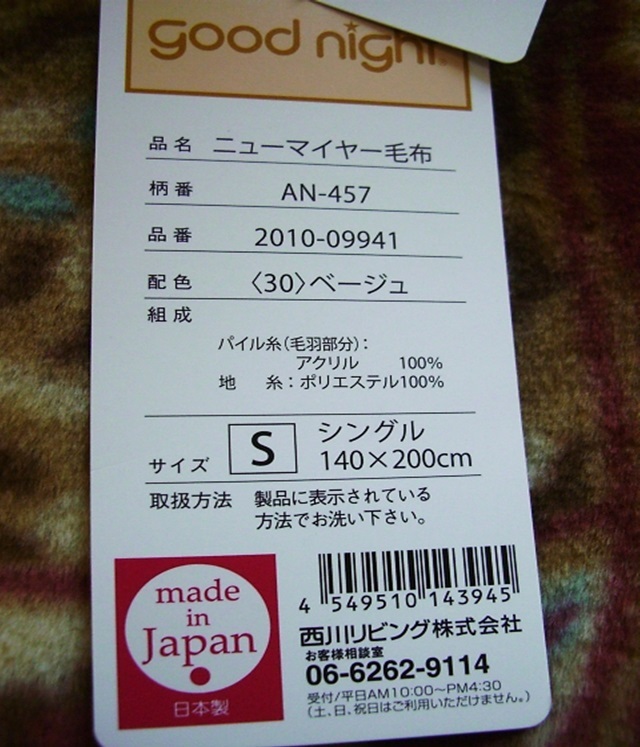 good night
品名 ニューマイヤー毛布
柄番 AN-457
品番 2010-09941
配色 〈30〉ベージュ
組成
パイル糸(毛羽部分):
アクリル 100%
地 糸:ポリエステル100%
サイズ S シングル
140×200cm
取扱方法 製品に表示されている
方法でお洗い下さい。
made
in
Japan
日本製
4 549510 143945
西川リビング株式会社
お客様相談室
06-6262-9114
受付/平日AM10:00〜PM4:30
(土、日、祝日はご利用いただけません。)